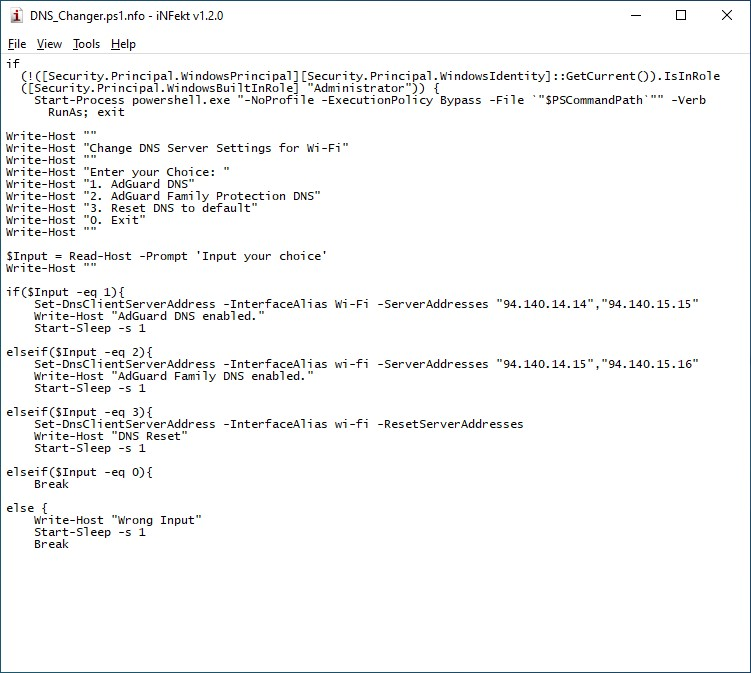 DNS_Changer.ps1.nfo - iNFekt v1.2.0
File View Tools Help
if
(!([Security.Principal.WindowsPrincipal][Security.Principal.WindowsIdentity]::GetCurrent()).IsInRole
([Security.Principal.WindowsBuiltInRole] "Administrator")) {
Start-Process powershell.exe "-NoProfile -ExecutionPolicy Bypass -File `"$PSCommandPath`"" -Verb
RunAs; exit
Write-Host ""
Write-Host "Change DNS Server Settings for Wi-Fi"
Write-Host ""
Write-Host "Enter your Choice: "
Write-Host "1. AdGuard DNS"
Write-Host "2. AdGuard Family Protection DNS"
Write-Host "3. Reset DNS to default"
Write-Host "0. Exit"
Write-Host ""
$Input = Read-Host -Prompt 'Input your choice'
Write-Host ""
if($Input -eq 1){
Set-DnsClientServerAddress -InterfaceAlias Wi-Fi -ServerAddresses "94.140.14.14","94.140.15.15"
Write-Host "AdGuard DNS enabled."
Start-Sleep -s 1
elseif($Input -eq 2){
Set-DnsClientServerAddress -InterfaceAlias wi-fi -ServerAddresses "94.140.14.15","94.140.15.16"
Write-Host "AdGuard Family DNS enabled."
Start-Sleep -s 1
elseif($Input -eq 3){
Set-DnsClientServerAddress -InterfaceAlias wi-fi -ResetServerAddresses
Write-Host "DNS Reset"
Start-Sleep -s 1
elseif($Input -eq 0){
Break
else {
Write-Host "Wrong Input"
Start-Sleep -s 1
Break